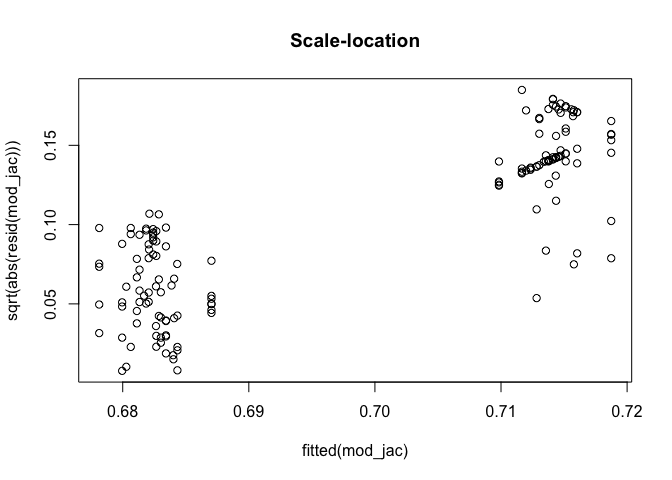 Scale-location
sqrt(abs(resid(mod_jac)))
0.15
0.10
0.05
0.68 0.69 0.70 0.71 0.72
fitted(mod_jac)